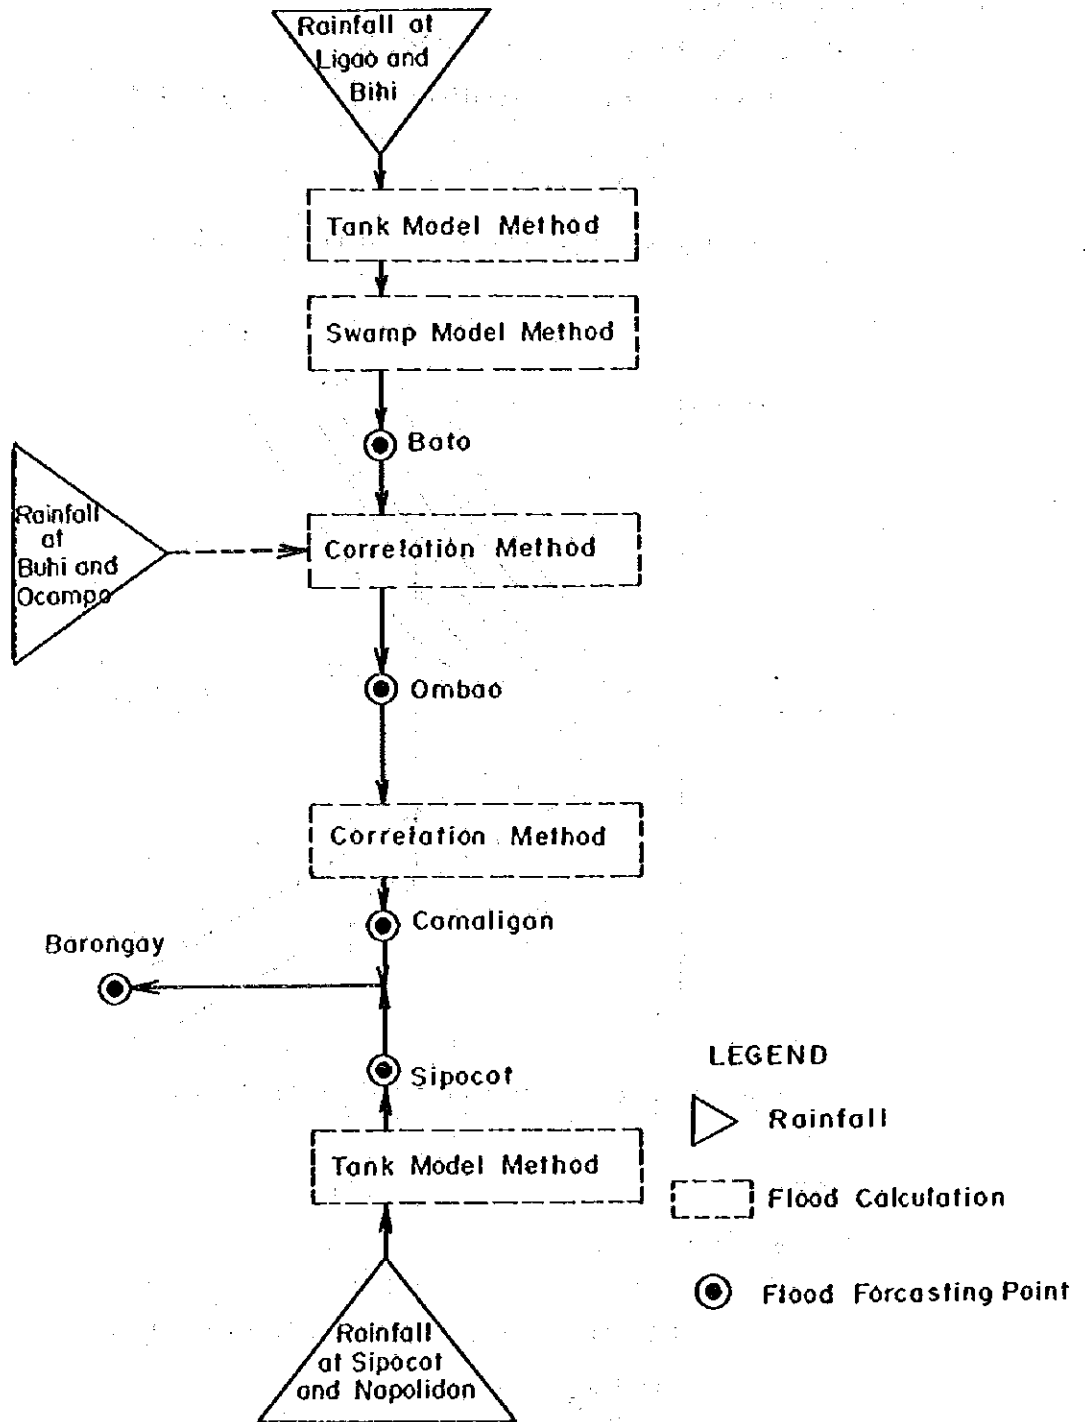 Rainfall at
Ligao and
Bihi
Tank Model Method
Swamp Model Method
Bato
Rainfall
at
Buhi and
Ocampo
Correlation Method
Ombao
Correlation Method
Camaligan
Barongay
Sipocot
Tank Model Method
Rainfall
at Sipocot
and Napolidan
LEGEND
Rainfall
Flood Calculation
Flood Forcasting Point